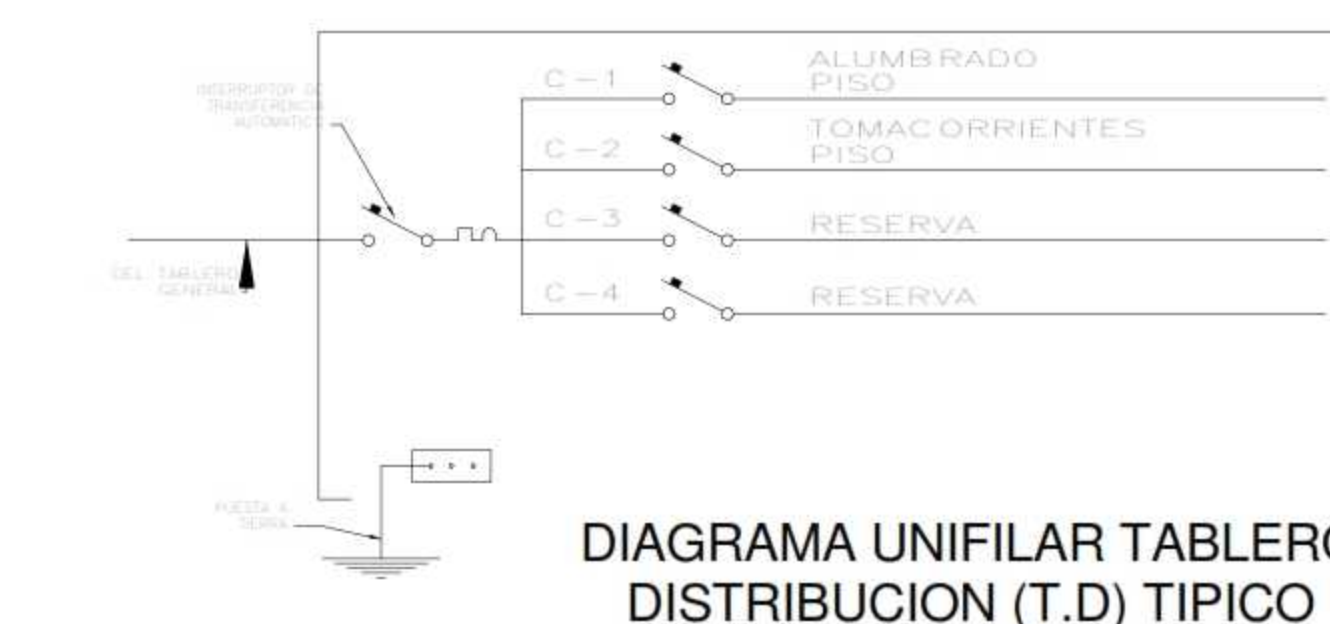 INTERRUPTOR DE
TRANSFERENCIA
AUTOMATICO
C-1
ALUMBRADO
PISO
C-2
TOMACORRIENTES
PISO
C-3
RESERVA
DEL TABLERO
GENERAL
C-4
RESERVA
PUESTA A
TIERRA
DIAGRAMA UNIFILAR TABLERO
DISTRIBUCION (T.D) TIPICO